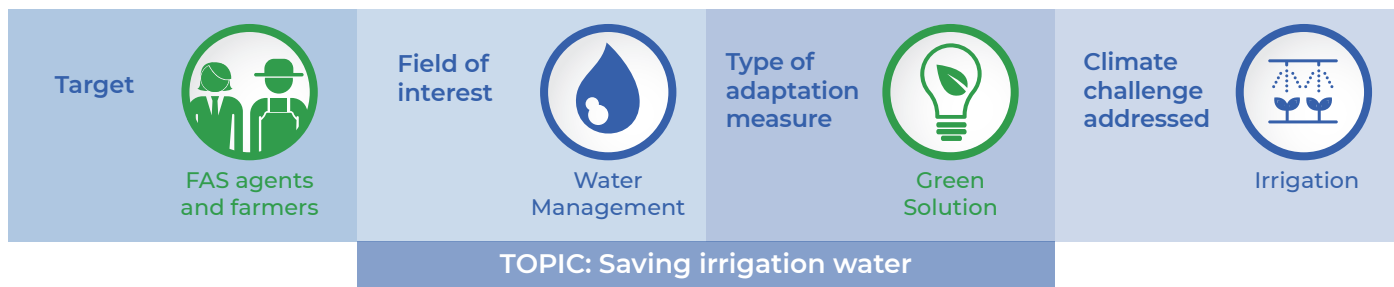 Target
FAS agents
and farmers
Field of
interest
Water
Management
Type of
adaptation
measure
Green
Solution
Climate
challenge
addressed
Irrigation
TOPIC: Saving irrigation water